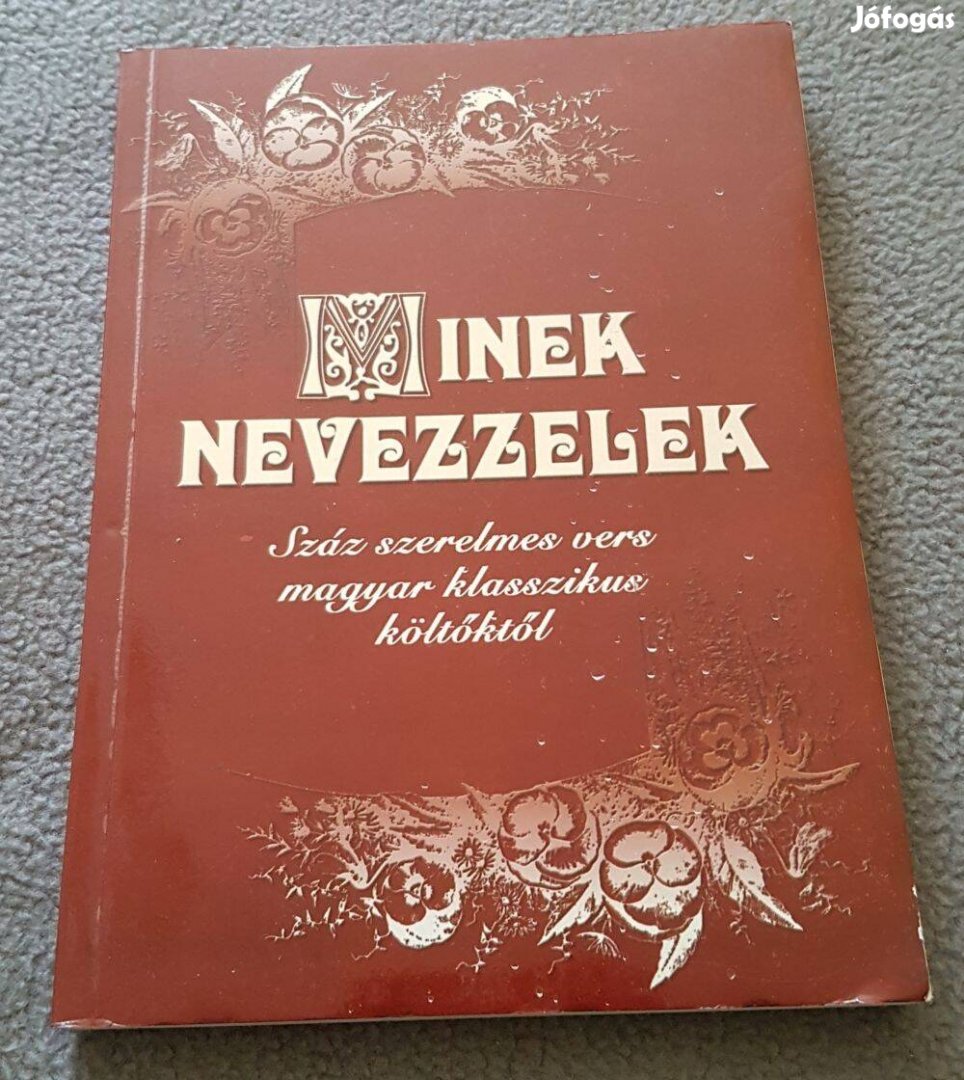 Jófogás
MINEK
NEVEZZELEK
Száz szerelmes vers
magyar klasszikus
költőktől